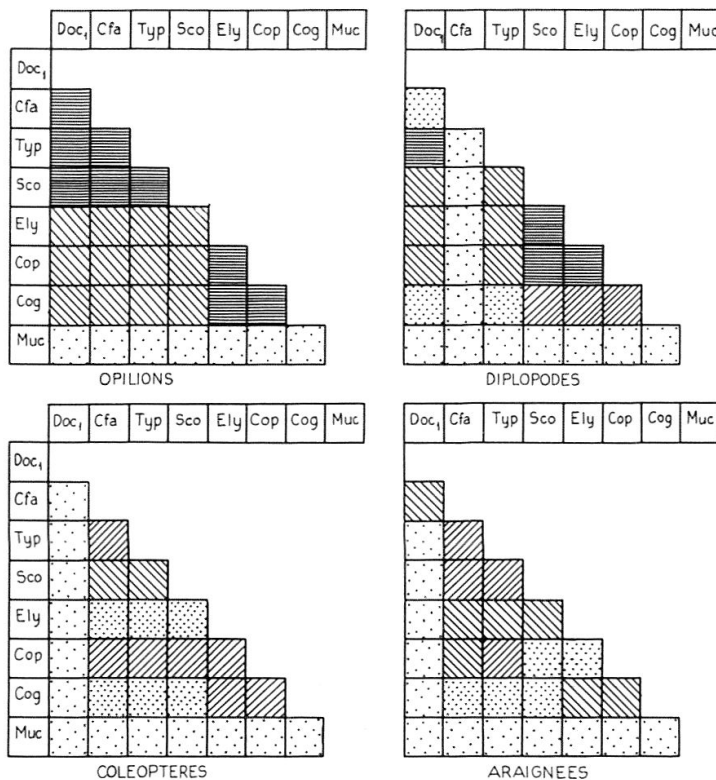 Doc₁ Cfa Typ Sco Ely Cop Cog Muc
Doc₁
Cfa
Typ
Sco
Ely
Cop
Cog
Muc
OPILIONS
Doc₁ Cfa Typ Sco Ely Cop Cog Muc
DIPLOPODES
Doc₁ Cfa Typ Sco Ely Cop Cog Muc
Doc₁
Cfa
Typ
Sco
Ely
Cop
Cog
Muc
COLEOPTERES
Doc₁ Cfa Typ Sco Ely Cop Cog Muc
ARAIGNEES